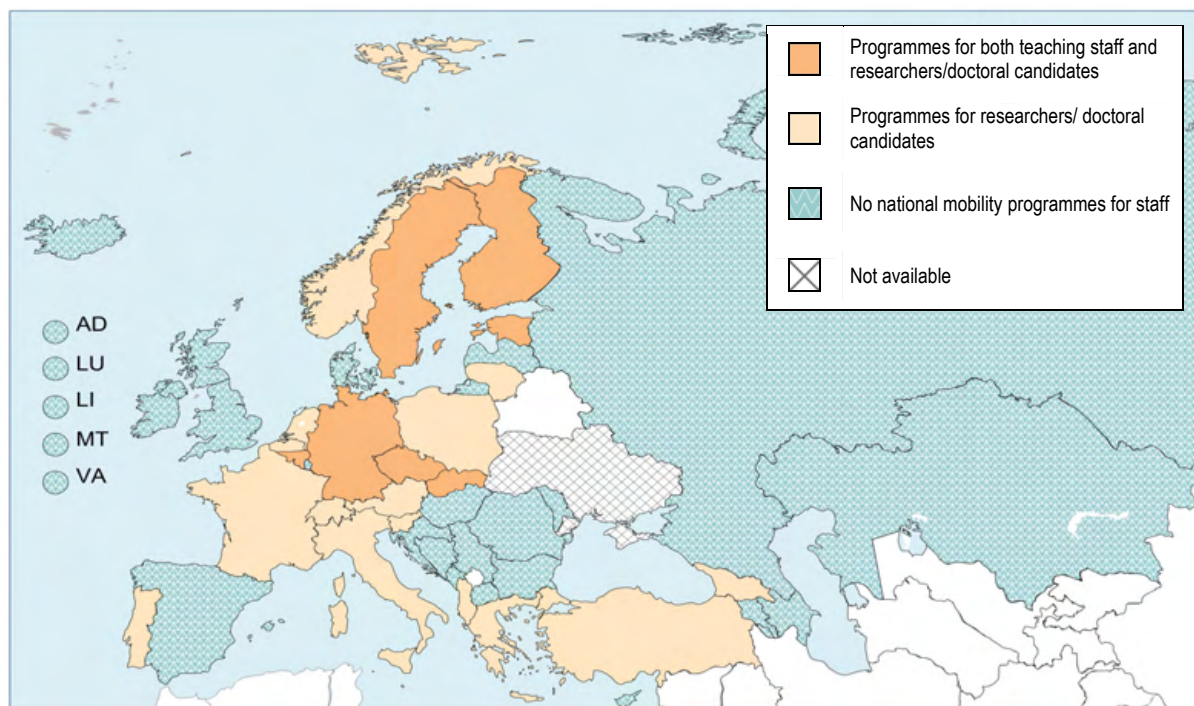 Programmes for both teaching staff and
researchers/doctoral candidates
Programmes for researchers/ doctoral
candidates
No national mobility programmes for staff
Not available
AD
LU
LI
MT
VA